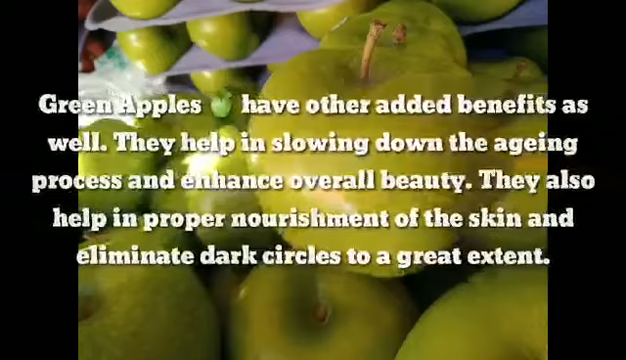 Green Apples 🍏 have other added benefits as
well. They help in slowing down the ageing
process and enhance overall beauty. They also
help in proper nourishment of the skin and
eliminate dark circles to a great extent.